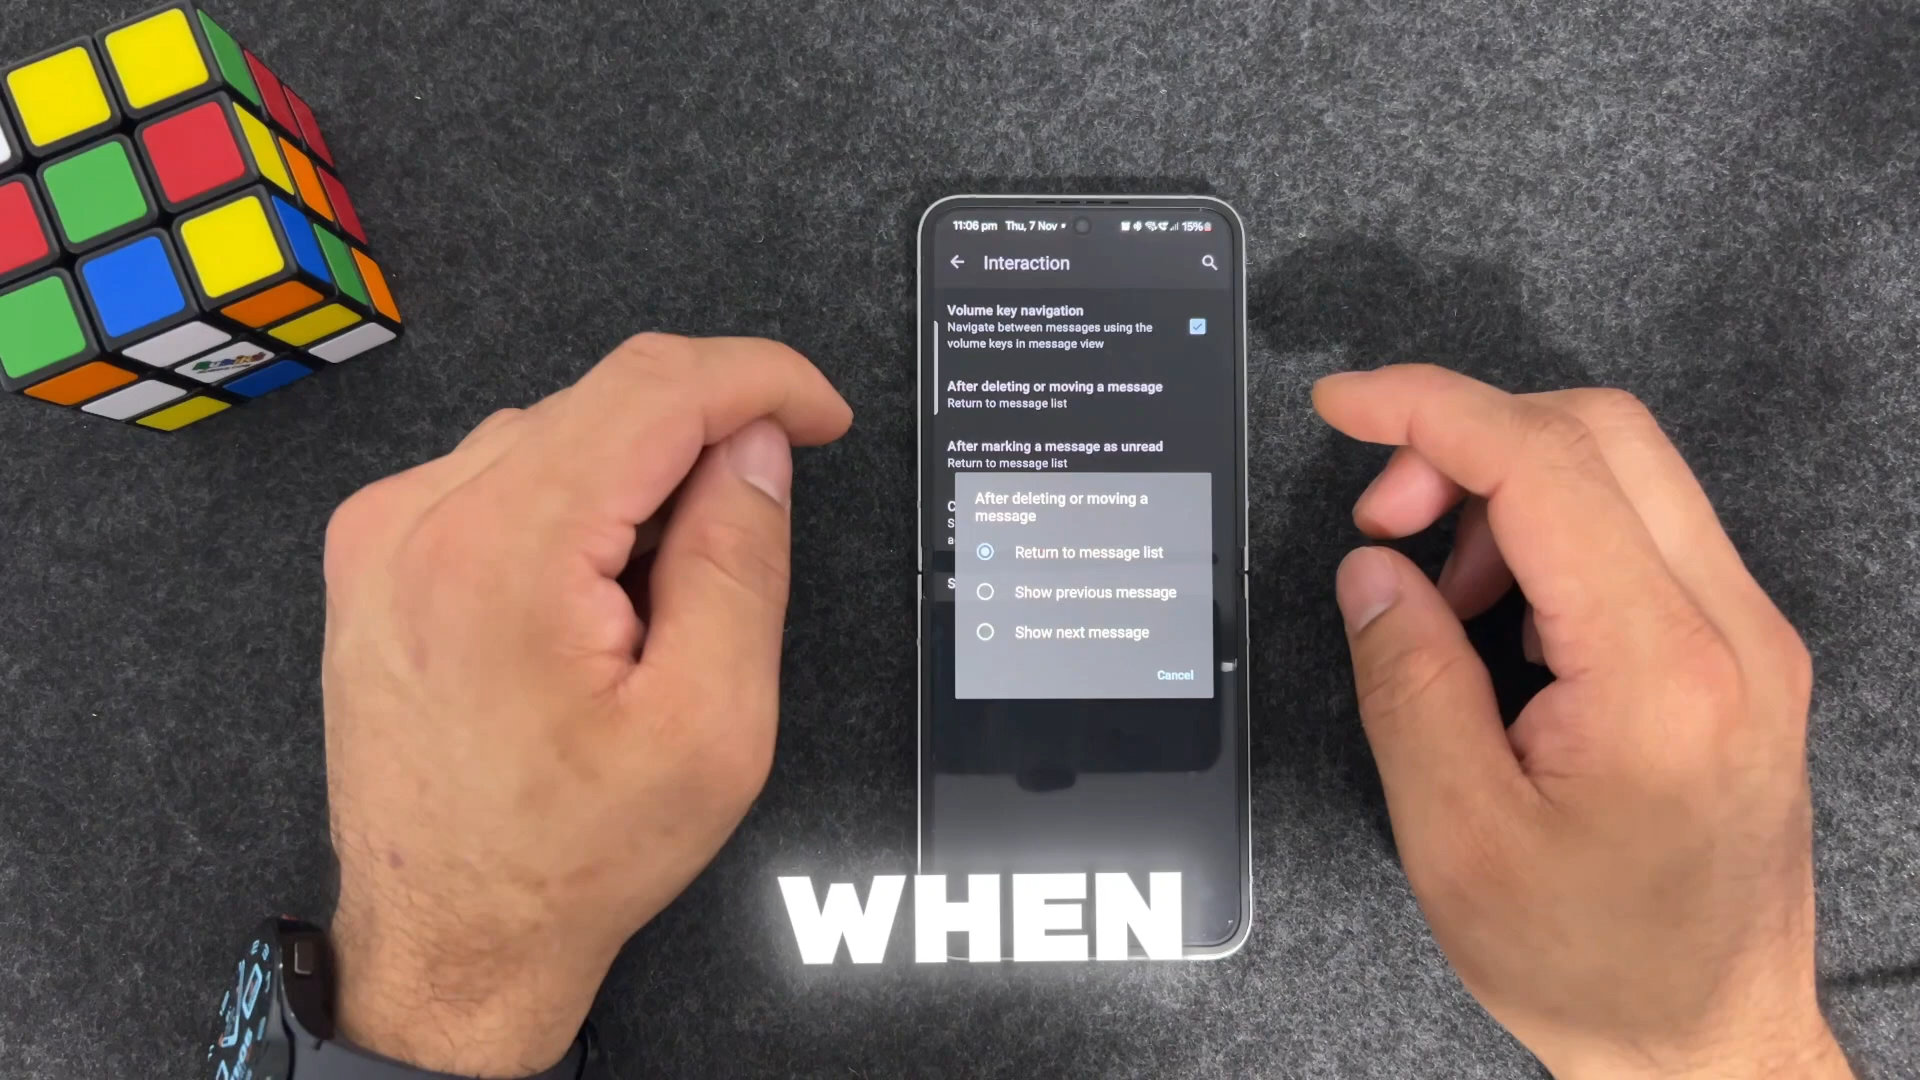 11:06 pm Thu, 7 Nov • 15%
Interaction
Volume key navigation
Navigate between messages using the
volume keys in message view
After deleting or moving a message
Return to message list
After marking a message as unread
Return to message list
C
S
a
S
After deleting or moving a
message
Return to message list
Show previous message
Show next message
Cancel
WHEN